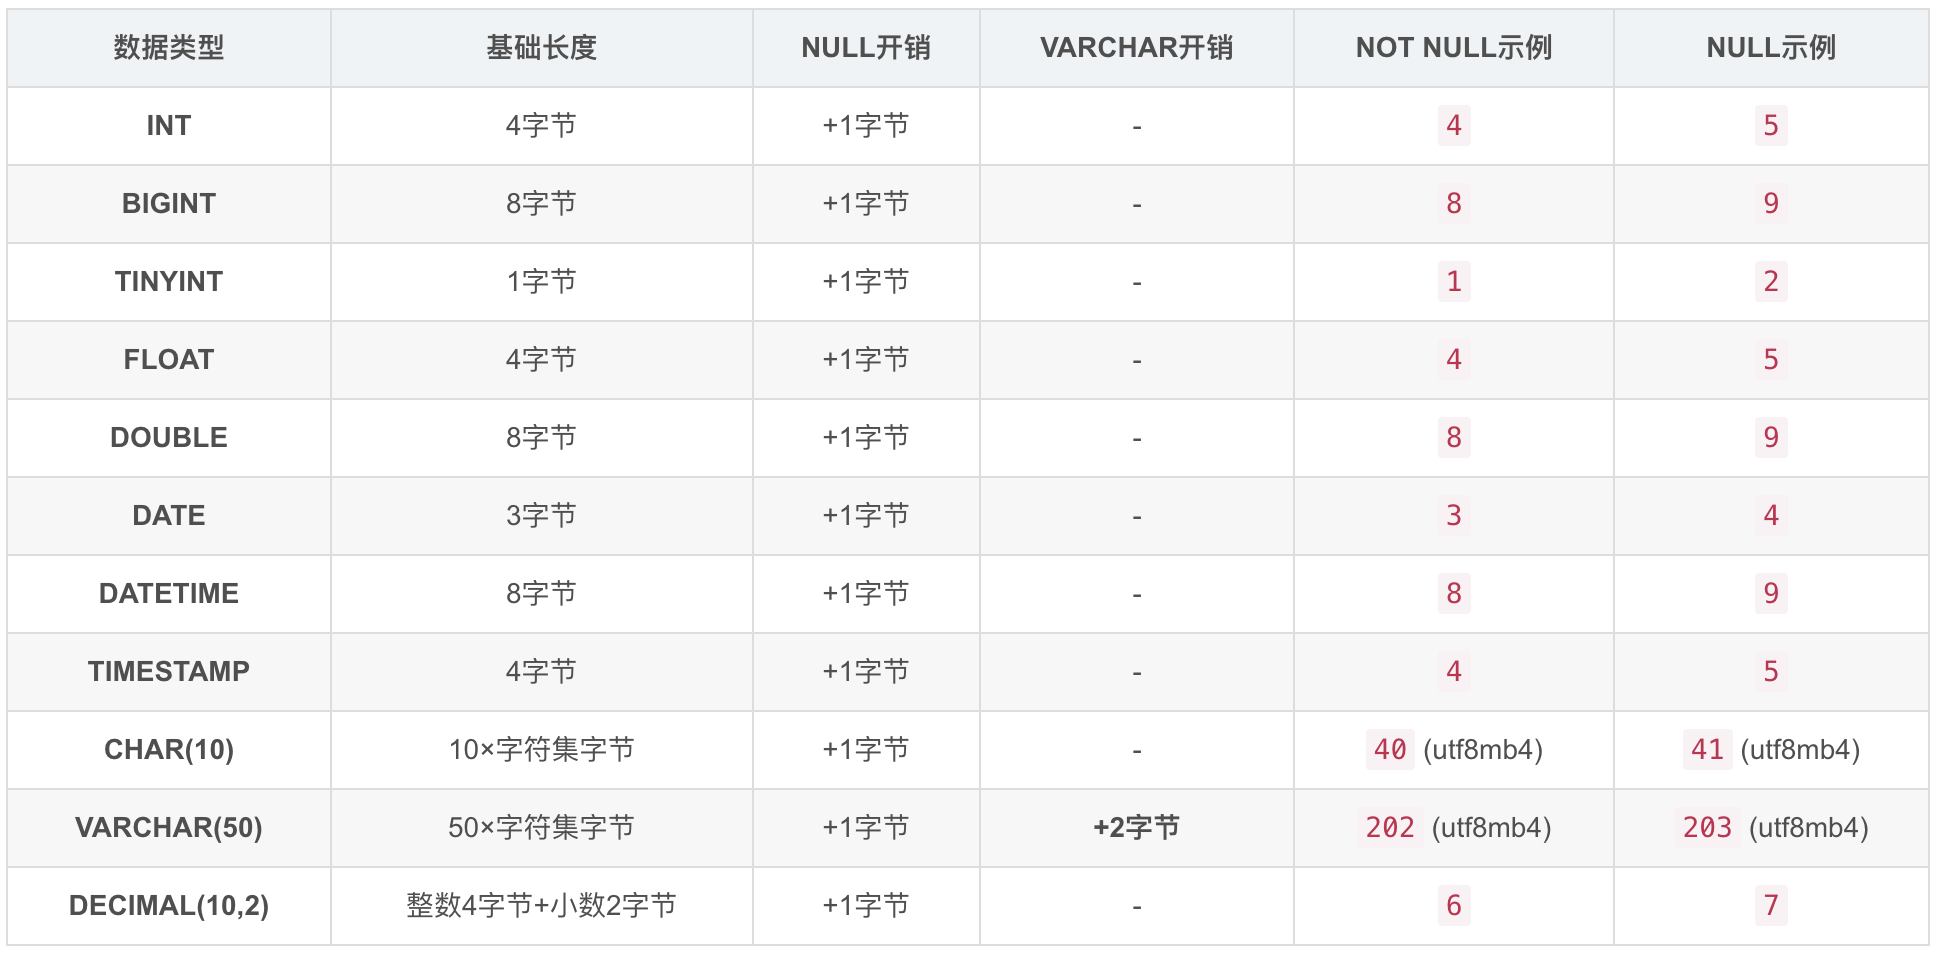 数据类型 基础长度 NULL开销 VARCHAR开销 NOT NULL示例 NULL示例
INT 4字节 +1字节 - 4 5
BIGINT 8字节 +1字节 - 8 9
TINYINT 1字节 +1字节 - 1 2
FLOAT 4字节 +1字节 - 4 5
DOUBLE 8字节 +1字节 - 8 9
DATE 3字节 +1字节 - 3 4
DATETIME 8字节 +1字节 - 8 9
TIMESTAMP 4字节 +1字节 - 4 5
CHAR(10) 10×字符集字节 +1字节 - 40 (utf8mb4) 41 (utf8mb4)
VARCHAR(50) 50×字符集字节 +1字节 +2字节 202 (utf8mb4) 203 (utf8mb4)
DECIMAL(10,2) 整数4字节+小数2字节 +1字节 - 6 7